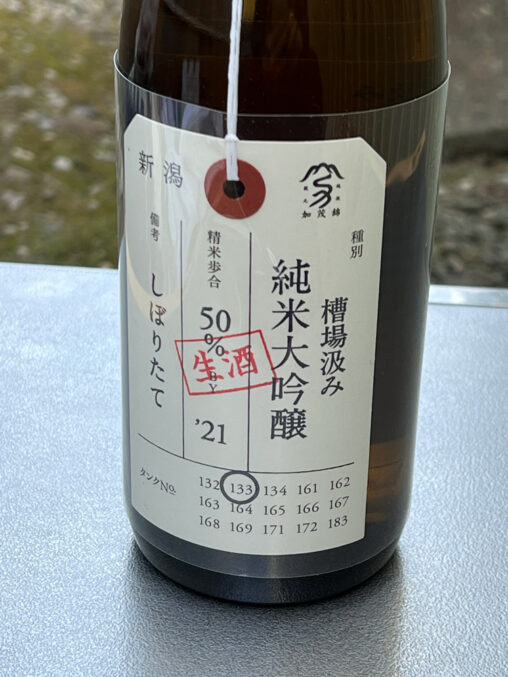 種別
槽場汲み
純米大吟醸
加茂錦
精米歩合
50%
BY
'21
生酒
新潟
備考
しぼりたて
タンクNo.
132 133 134 161 162
163 164 165 166 167
168 169 171 172 183